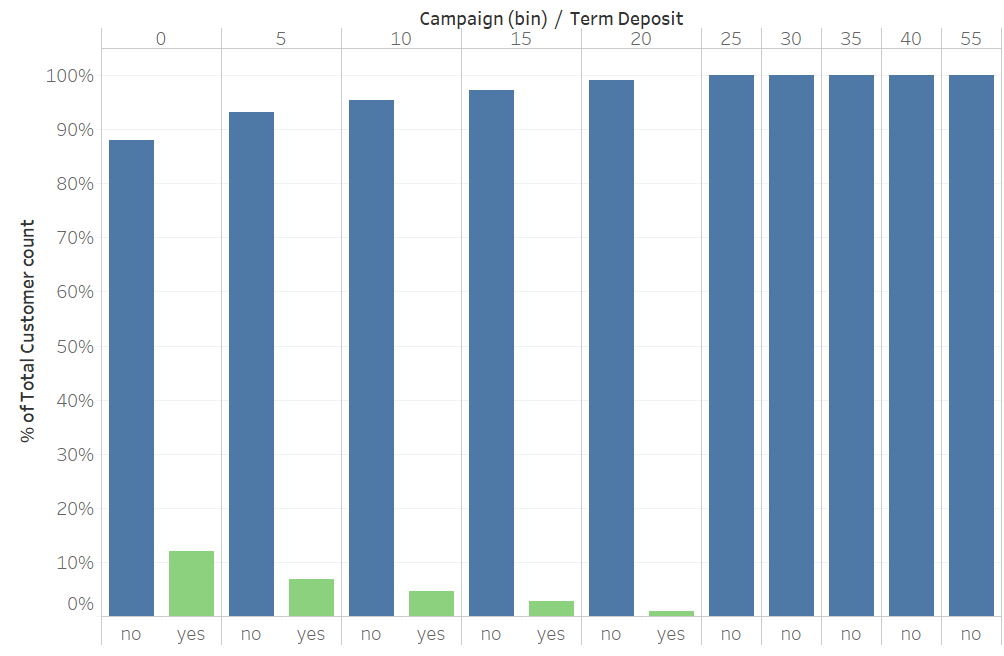 Campaign (bin) / Term Deposit
0 5 10 15 20 25 30 35 40 55
% of Total Customer count
100%
90%
80%
70%
60%
50%
40%
30%
20%
10%
0%
no yes no yes no yes no yes no yes no no no no no